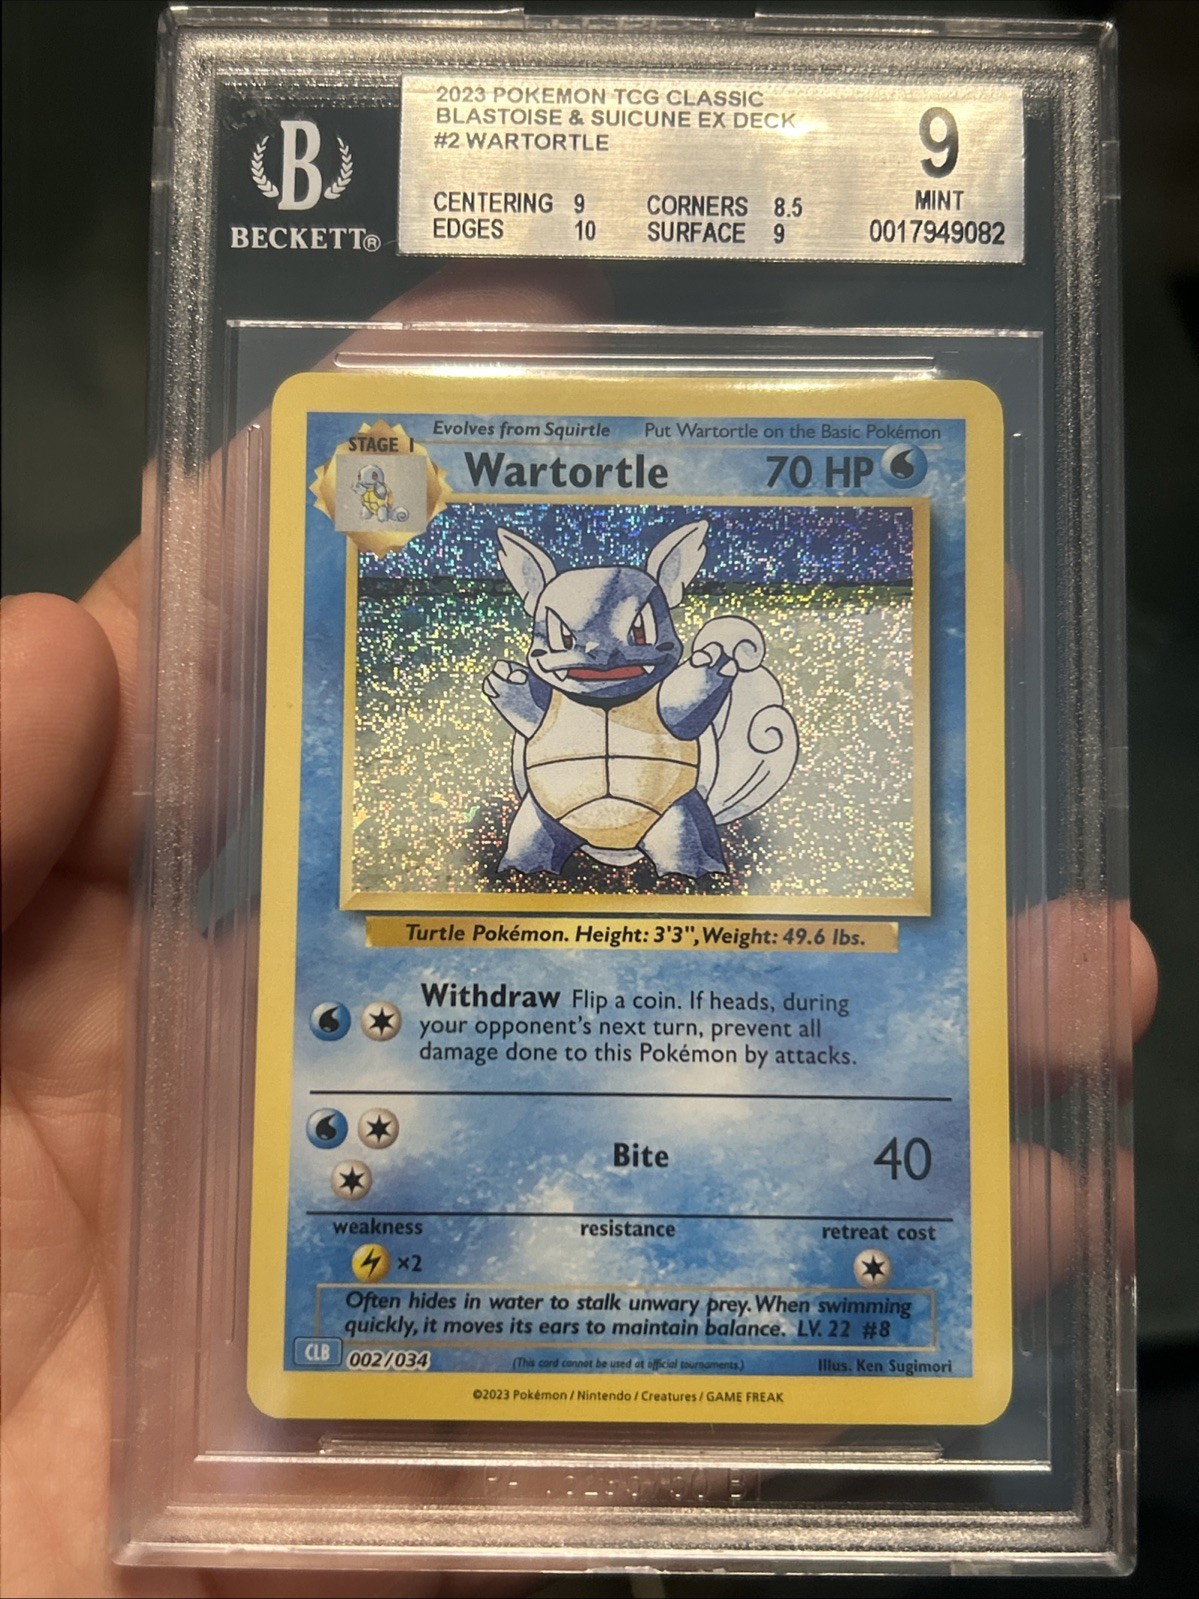 2023 POKEMON TCG CLASSIC
BLASTOISE & SUICUNE EX DECK
#2 WARTORTLE
9
MINT
CENTERING 9 CORNERS 8.5
EDGES 10 SURFACE 9
0017949082
B
BECKETT®
Evolves from Squirtle Put Wartortle on the Basic Pokémon
STAGE 1
Wartortle 70 HP
Turtle Pokémon. Height: 3'3", Weight: 49.6 lbs.
Withdraw Flip a coin. If heads, during
your opponent's next turn, prevent all
damage done to this Pokémon by attacks.
Bite 40
weakness resistance retreat cost
×2
Often hides in water to stalk unwary prey. When swimming
quickly, it moves its ears to maintain balance. LV. 22 #8
CLB 002/034 (This card cannot be used at official tournaments.) Illus. Ken Sugimori
©2023 Pokémon / Nintendo / Creatures / GAME FREAK